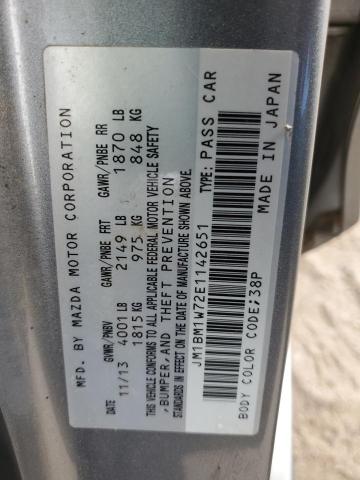 MFD. BY MAZDA MOTOR CORPORATION
DATE GVWR/PNBV GAWR/PNBE FRT GAWR/PNBE RR
11/13 4001 LB 2149 LB 1870 LB
1815 KG 975 KG 848 KG
THIS VEHICLE CONFORMS TO ALL APPLICABLE FEDERAL MOTOR VEHICLE SAFETY
, BUMPER, AND THEFT PREVENTION
STANDARDS IN EFFECT ON THE DATE OF MANUFACTURE SHOWN ABOVE
JM1BM1W72E1142651 TYPE: PASS CAR
BODY COLOR CODE;38P MADE IN JAPAN